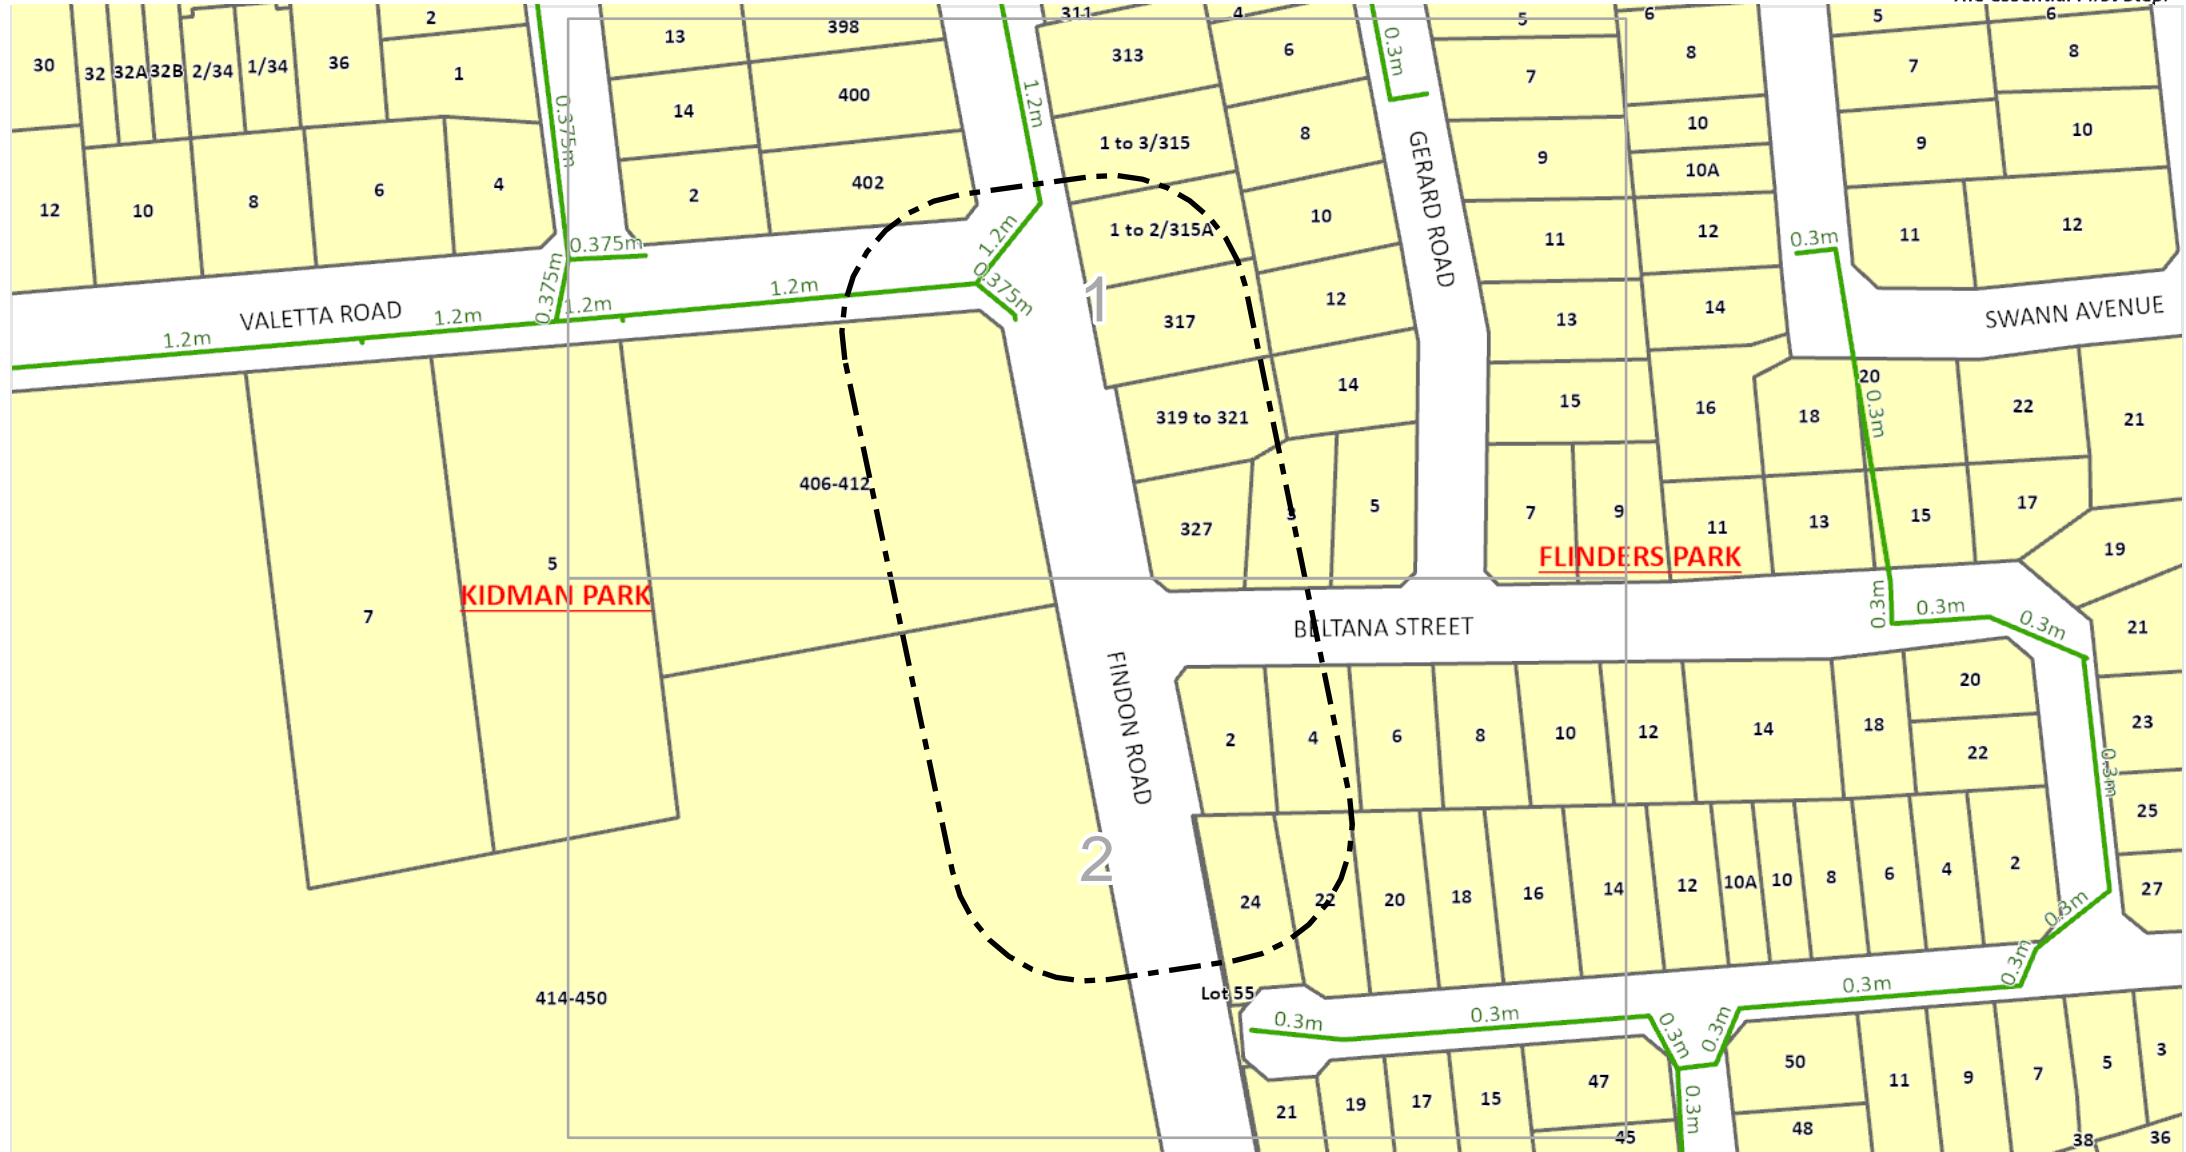 The Essential First Step.
2
398
311
4
5
6
5
6
13
313
6
8
7
8
30
32
32A
32B
2/34
1/34
36
1
0.3m
7
400
14
0.375m
1.2m
1 to 3/315
8
9
10
10A
9
10
12
10
8
6
4
2
402
1 to 2/315A
10
GERARD ROAD
11
12
0.3m
11
12
0.375m
1.2m
0.375m
0.375m
1.2m
1.2m
1
12
13
14
VALETTA ROAD
1.2m
1.2m
317
SWANN AVENUE
319 to 321
14
15
16
18
20
0.3m
22
21
406-412
327
3
5
7
9
11
13
15
17
19
5
FLINDERS PARK
KIDMAN PARK
7
BELTANA STREET
0.3m
0.3m
0.3m
21
FINDON ROAD
2
4
6
8
10
12
14
18
20
22
23
0.3m
25
2
24
22
20
18
16
14
12
10A
10
8
6
4
2
27
0.3m
0.3m
414-450
Lot 55
0.3m
0.3m
0.3m
0.3m
0.3m
0.3m
21
19
17
15
47
45
50
48
11
9
7
5
3
38
36